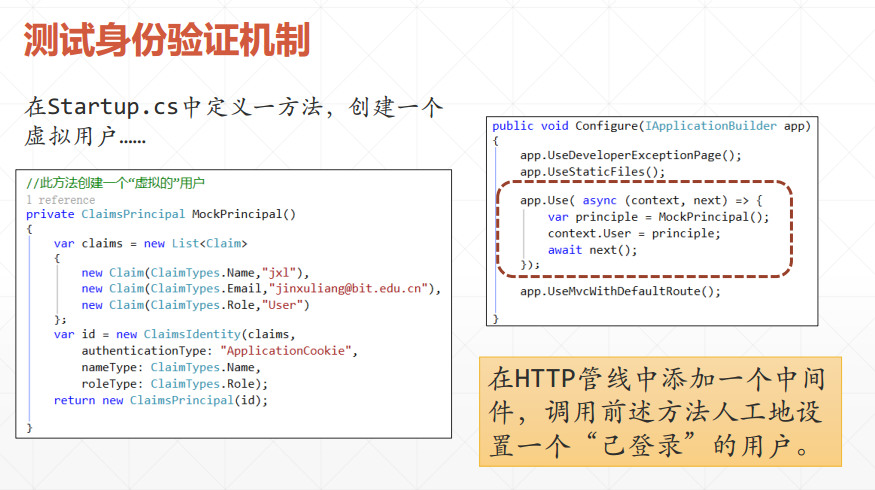 测试身份验证机制
在Startup.cs中定义一方法，创建一个
虚拟用户……
//此方法创建一个“虚拟的”用户
1 reference
private ClaimsPrincipal MockPrincipal()
{
var claims = new List<Claim>
{
new Claim(ClaimTypes.Name,"jxl"),
new Claim(ClaimTypes.Email,"jinxuliang@bit.edu.cn"),
new Claim(ClaimTypes.Role,"User")
};
var id = new ClaimsIdentity(claims,
authenticationType: "ApplicationCookie",
nameType: ClaimTypes.Name,
roleType: ClaimTypes.Role);
return new ClaimsPrincipal(id);
}
public void Configure(IApplicationBuilder app)
{
app.UseDeveloperExceptionPage();
app.UseStaticFiles();
app.Use( async (context, next) => {
var principle = MockPrincipal();
context.User = principle;
await next();
});
app.UseMvcWithDefaultRoute();
}
在HTTP管线中添加一个中间
件，调用前述方法人工地设
置一个“己登录”的用户。